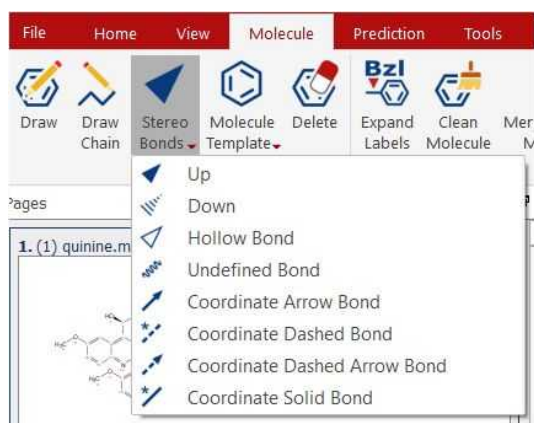 File Home View Molecule Prediction Tools
Bzl
Draw Draw Chain Stereo Bonds Molecule Template Delete Expand Labels Clean Molecule
Pages
1. (1) quinine.m
Up
Down
Hollow Bond
Undefined Bond
Coordinate Arrow Bond
Coordinate Dashed Bond
Coordinate Dashed Arrow Bond
Coordinate Solid Bond